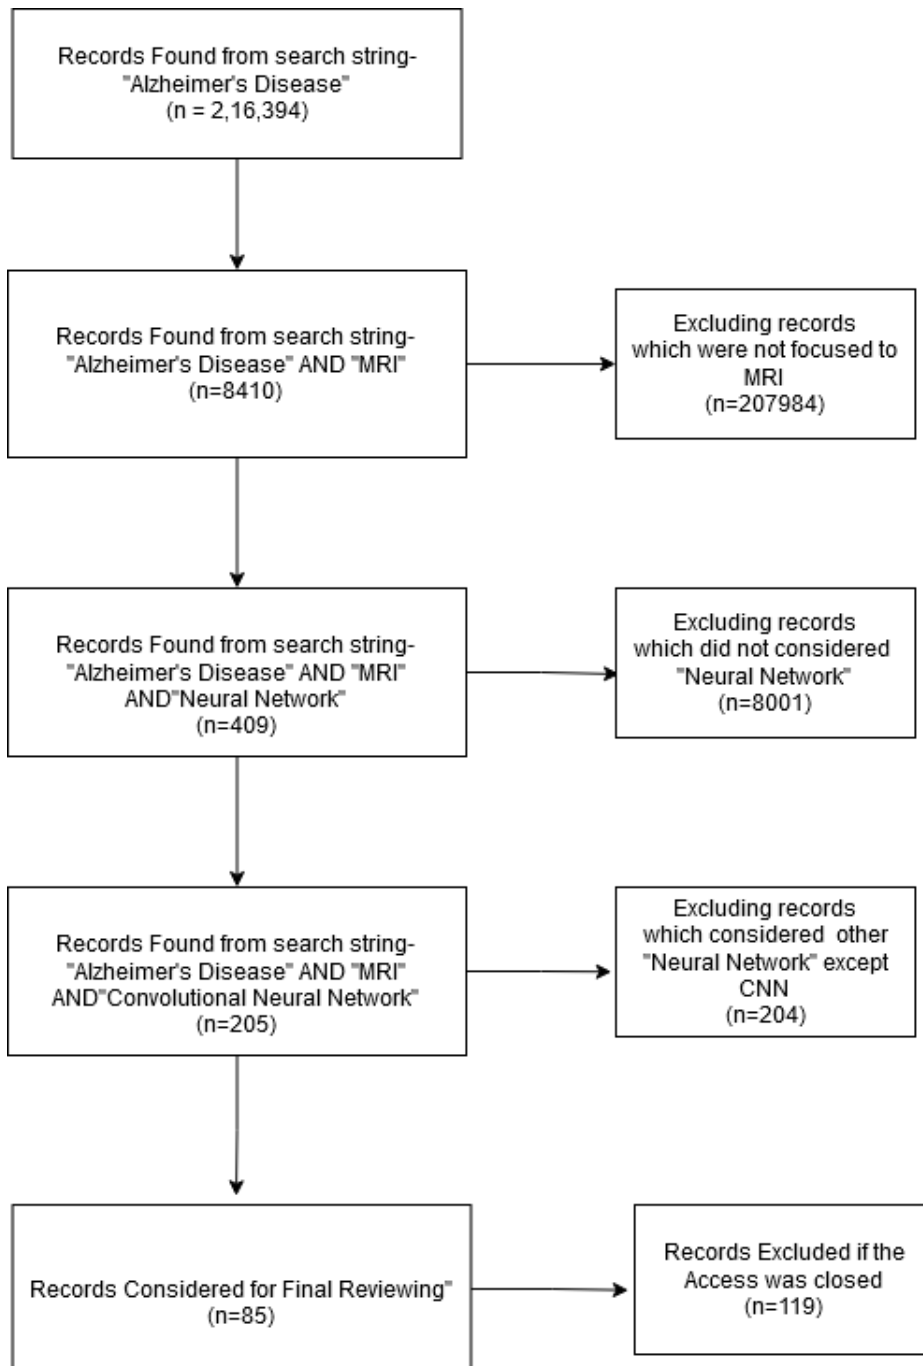 Records Found from search string-
"Alzheimer's Disease"
(n = 2,16,394)
Records Found from search string-
"Alzheimer's Disease" AND "MRI"
(n=8410)
Excluding records
which were not focused to
MRI
(n=207984)
Records Found from search string-
"Alzheimer's Disease" AND "MRI"
AND"Neural Network"
(n=409)
Excluding records
which did not considered
"Neural Network"
(n=8001)
Records Found from search string-
"Alzheimer's Disease" AND "MRI"
AND"Convolutional Neural Network"
(n=205)
Excluding records
which considered other
"Neural Network" except
CNN
(n=204)
Records Considered for Final Reviewing"
(n=85)
Records Excluded if the
Access was closed
(n=119)